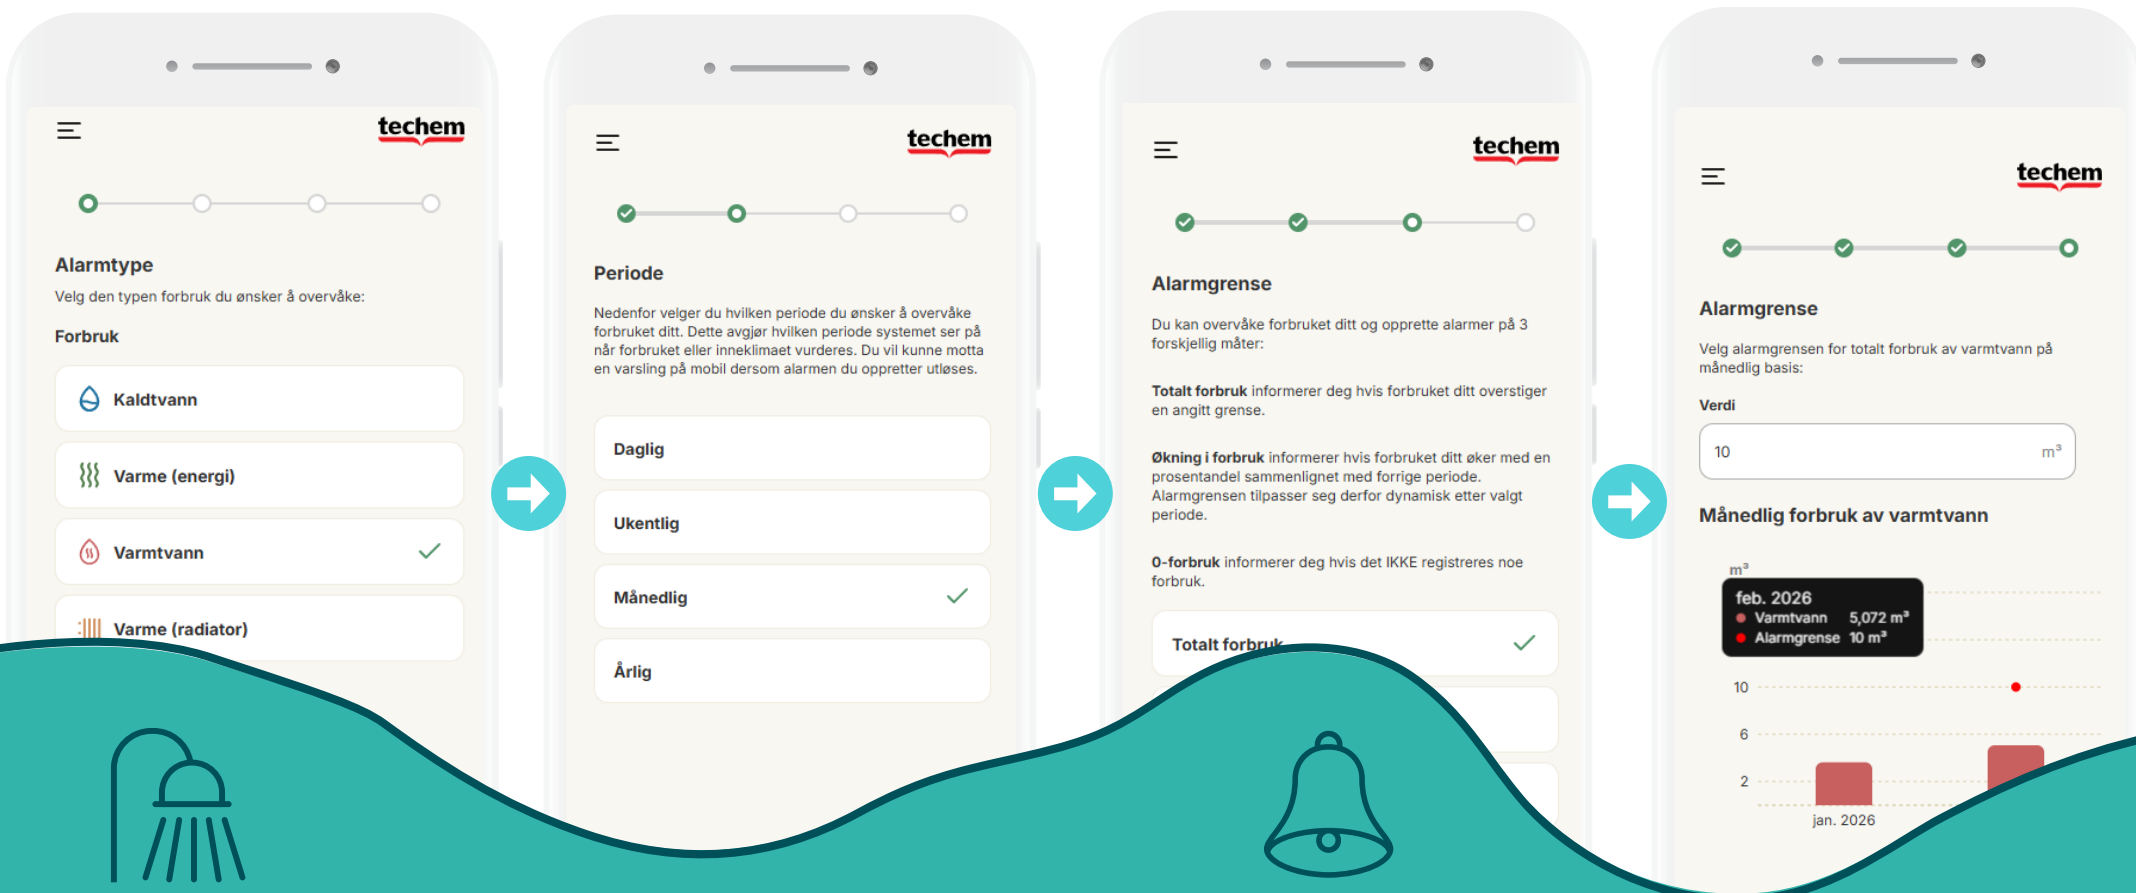 techem
Alarmtype
Velg den typen forbruk du ønsker å overvåke:
Forbruk
Kaldtvann
Varme (energi)
Varmtvann
Varme (radiator)
techem
Periode
Nedenfor velger du hvilken periode du ønsker å overvåke
forbruket ditt. Dette avgjør hvilken periode systemet ser på
når forbruket eller inneklimaet vurderes. Du vil kunne motta
en varsling på mobil dersom alarmen du oppretter utløses.
Daglig
Ukentlig
Månedlig
Årlig
techem
Alarmgrense
Du kan overvåke forbruket ditt og opprette alarmer på 3
forskjellig måter:
Totalt forbruk informerer deg hvis forbruket ditt overstiger
en angitt grense.
Økning i forbruk informerer hvis forbruket ditt øker med en
prosentandel sammenlignet med forrige periode.
Alarmgrensen tilpasser seg derfor dynamisk etter valgt
periode.
0-forbruk informerer deg hvis det IKKE registreres noe
forbruk.
Totalt forbruk
techem
Alarmgrense
Velg alarmgrensen for totalt forbruk av varmtvann på
månedlig basis:
Verdi
10 m³
Månedlig forbruk av varmtvann
m³
feb. 2026
Varmtvann 5,072 m³
Alarmgrense 10 m³
10
6
2
jan. 2026